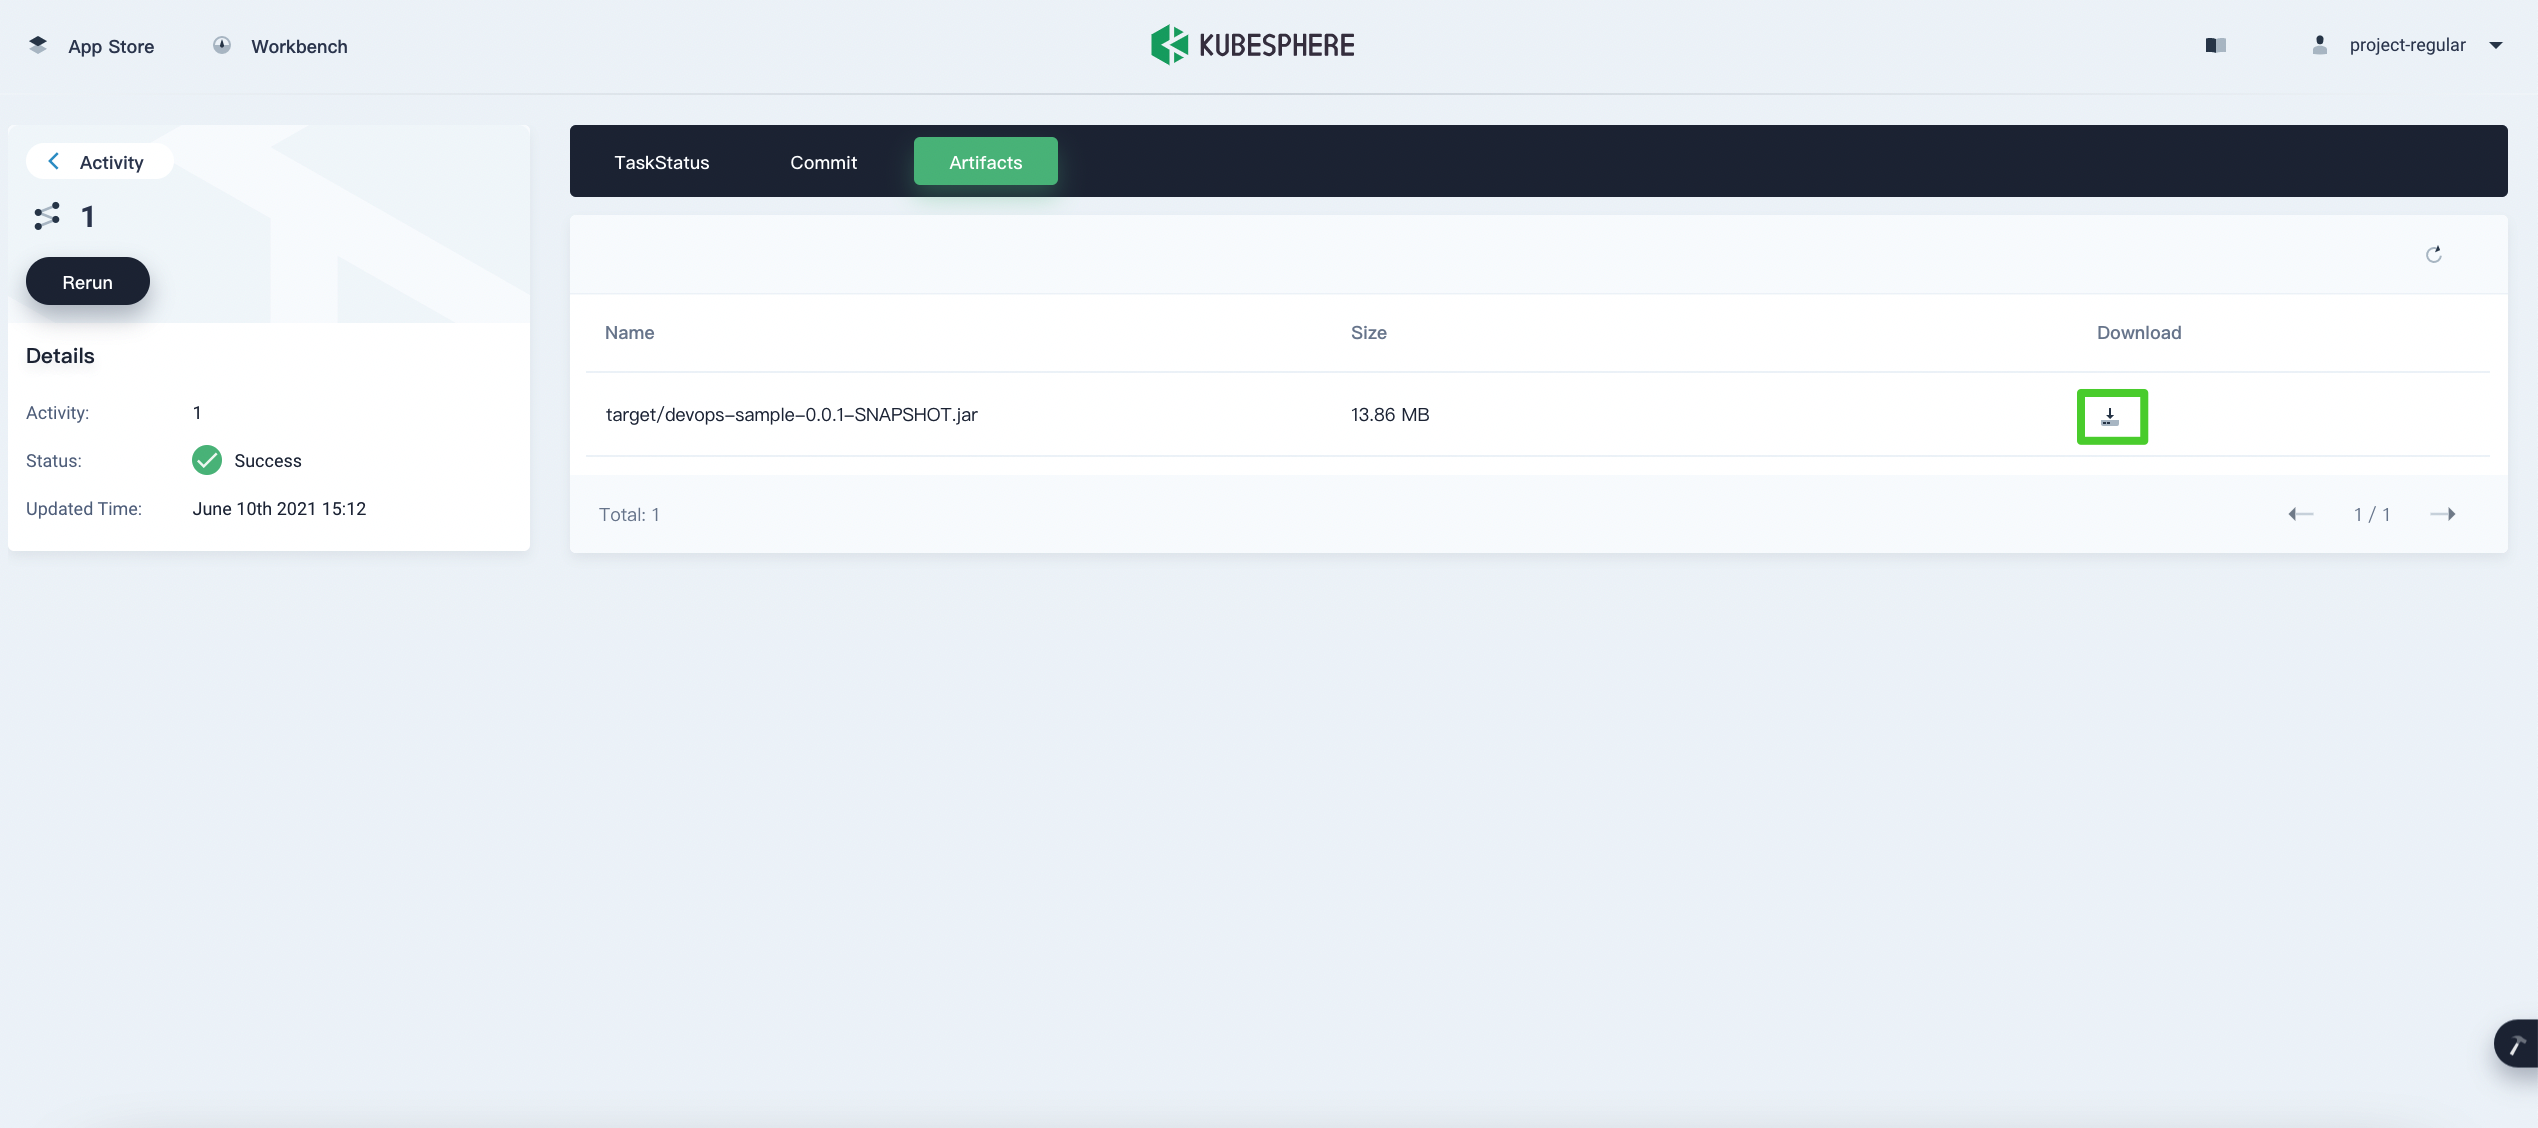 App Store
Workbench
KUBESPHERE
project-regular
Activity
1
Rerun
Details
Activity: 1
Status: Success
Updated Time: June 10th 2021 15:12
TaskStatus Commit Artifacts
Name Size Download
target/devops-sample-0.0.1-SNAPSHOT.jar 13.86 MB
Total: 1 1 / 1